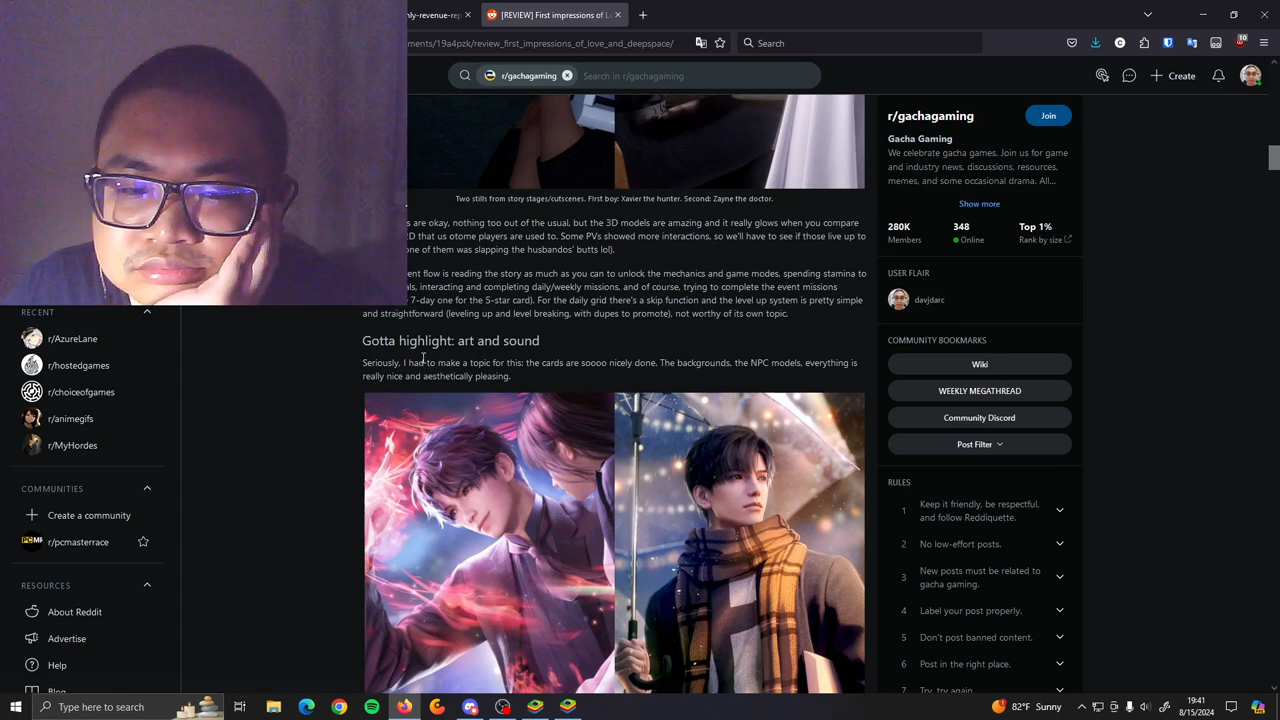 nly-revenue-rep
[REVIEW] First impressions of Lo
ments/19a4pzk/review_first_impressions_of_love_and_deepspace/
Search
10
r/gachagaming
Search in r/gachagaming
Create
Two stills from story stages/cutscenes. First boy: Xavier the hunter. Second: Zayne the doctor.
s are okay, nothing too out of the usual, but the 3D models are amazing and it really glows when you compare
2D that us otome players are used to. Some PVs showed more interactions, so we'll have to see if those live up to
one of them was slapping the husbandos' butts lol).
ent flow is reading the story as much as you can to unlock the mechanics and game modes, spending stamina to
als, interacting and completing daily/weekly missions, and of course, trying to complete the event missions
7-day one for the 5-star card). For the daily grid there's a skip function and the level up system is pretty simple
and straightforward (leveling up and level breaking, with dupes to promote), not worthy of its own topic.
Gotta highlight: art and sound
Seriously, I had to make a topic for this: the cards are soooo nicely done. The backgrounds, the NPC models, everything is
really nice and aesthetically pleasing.
r/gachagaming
Join
Gacha Gaming
We celebrate gacha games. Join us for game
and industry news, discussions, resources,
memes, and some occasional drama. All...
Show more
280K
348
Top 1%
Members
Online
Rank by size
USER FLAIR
davjdarc
COMMUNITY BOOKMARKS
Wiki
WEEKLY MEGATHREAD
Community Discord
Post Filter
RULES
1 Keep it friendly, be respectful,
and follow Reddiquette.
2 No low-effort posts.
3 New posts must be related to
gacha gaming.
4 Label your post properly.
5 Don't post banned content.
6 Post in the right place.
7 Try, try again.
RECENT
r/AzureLane
r/hostedgames
r/choiceofgames
r/animegifs
r/MyHordes
COMMUNITIES
Create a community
r/pcmasterrace
RESOURCES
About Reddit
Advertise
Help
Blog
Type here to search
82°F Sunny
19:41
8/15/2024